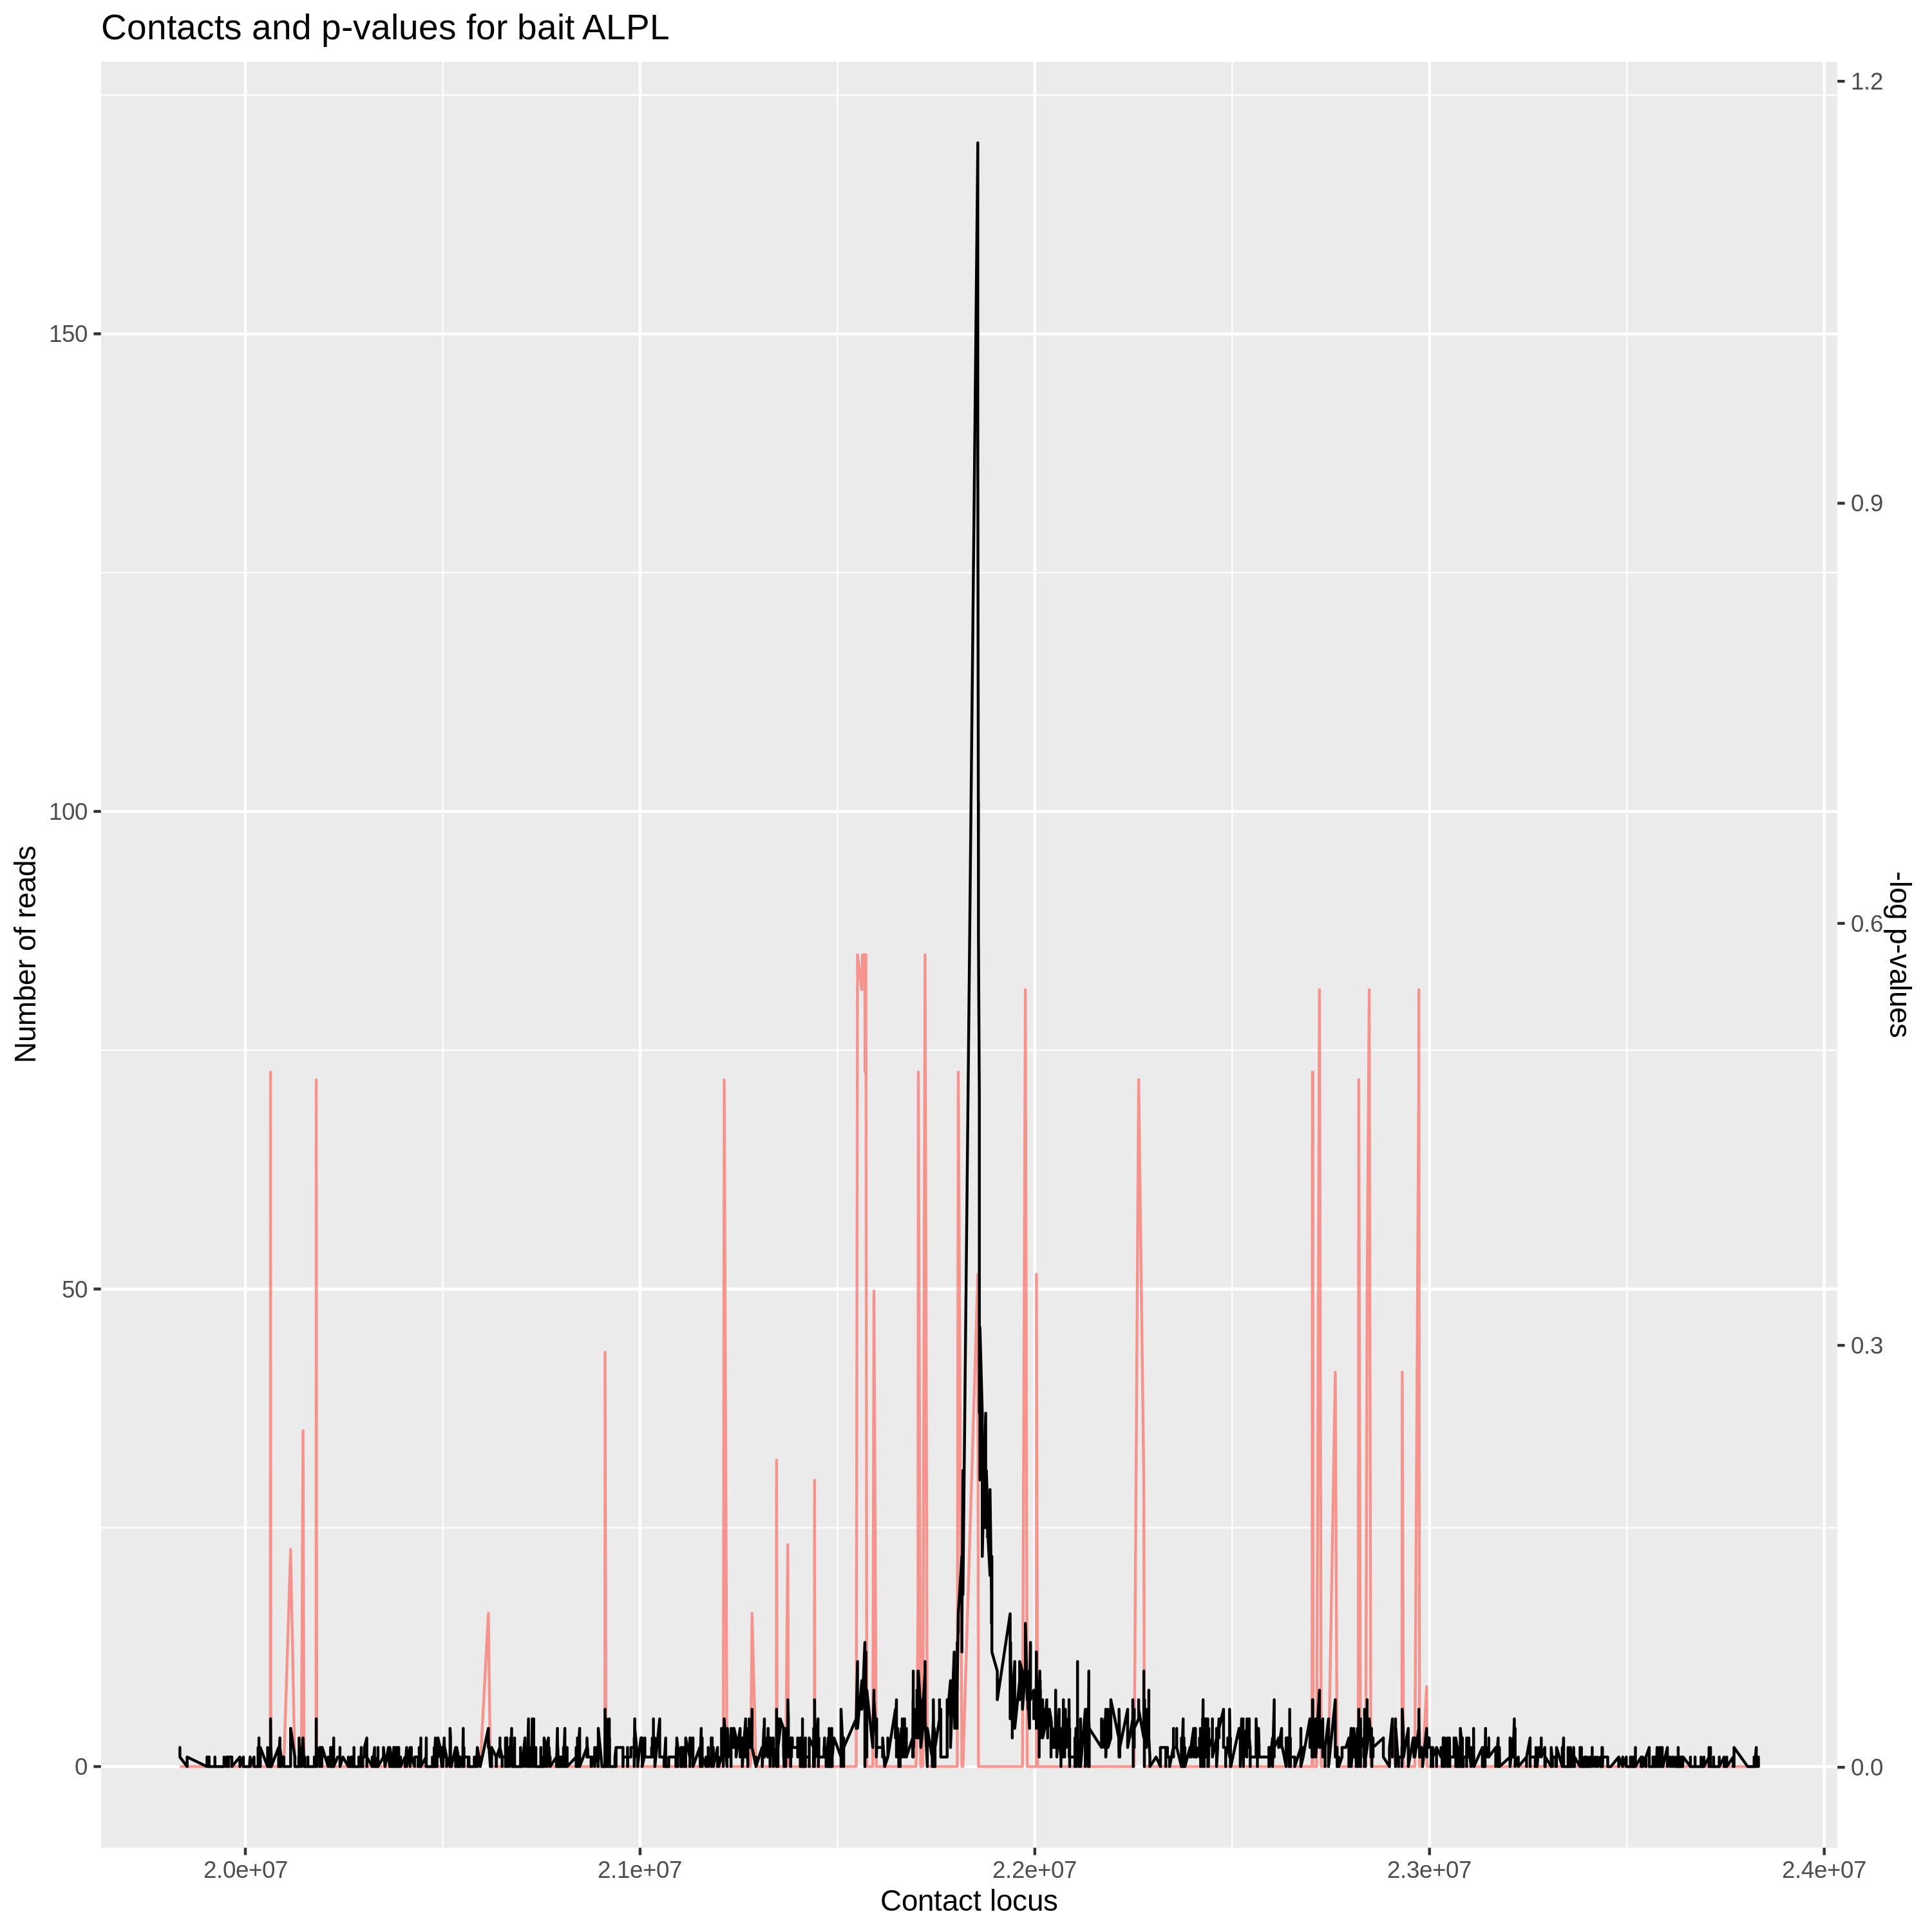 Contacts and p-values for bait ALPL
1.2
150
0.9
100
0.6
Number of reads
-log p-values
50
0.3
0
0.0
2.0e+07
2.1e+07
2.2e+07
2.3e+07
2.4e+07
Contact locus